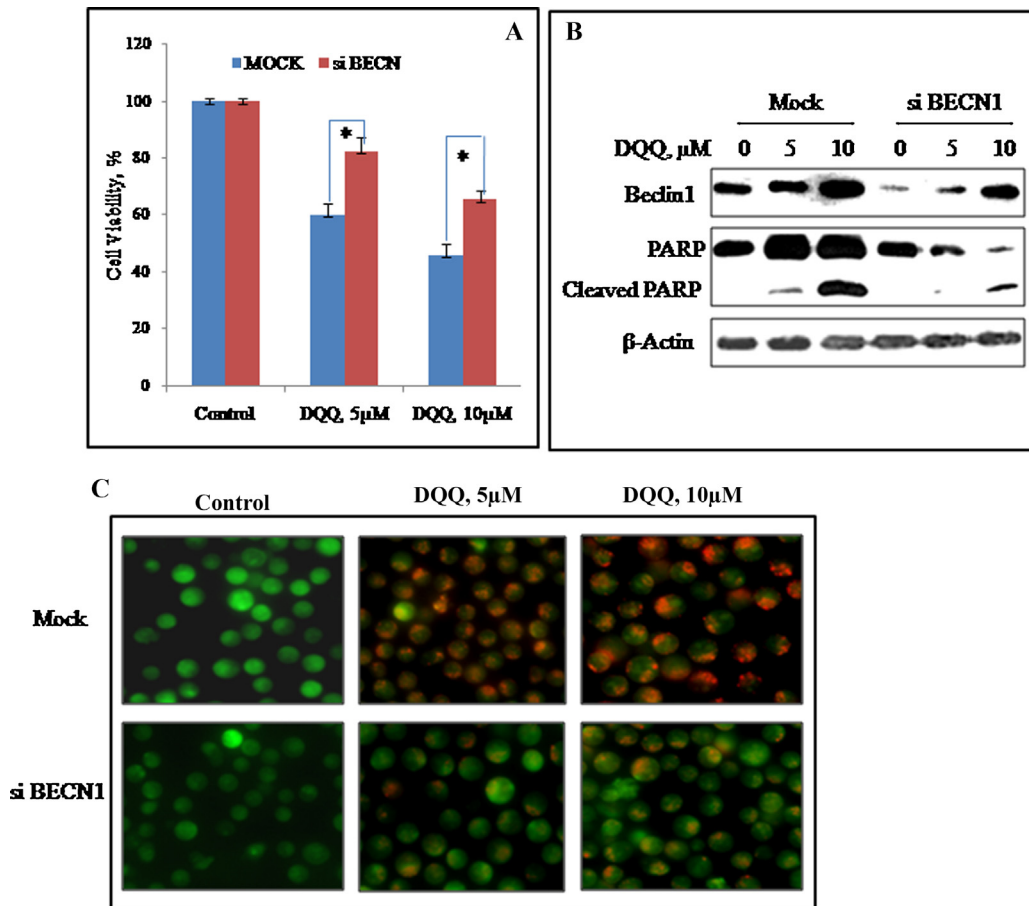 A
MOCK si BECN
120
100
80
60
40
20
0
Cell Viability, %
*
*
Control DQQ, 5µM DQQ, 10µM
B
Mock si BECN1
DQQ, µM 0 5 10 0 5 10
Beclin1
PARP
Cleaved PARP
β-Actin
C
Control DQQ, 5µM DQQ, 10µM
Mock
si BECN1